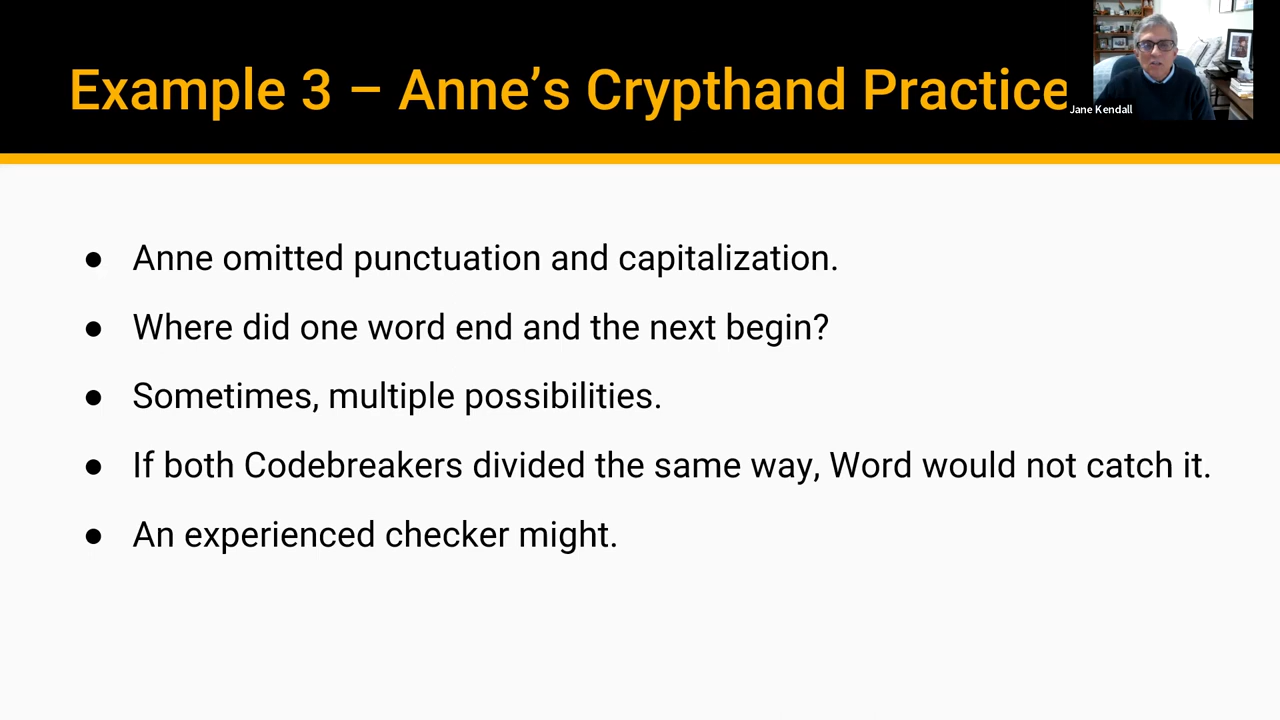 Example 3 – Anne’s Crypthand Practice
Jane Kendall
● Anne omitted punctuation and capitalization.
● Where did one word end and the next begin?
● Sometimes, multiple possibilities.
● If both Codebreakers divided the same way, Word would not catch it.
● An experienced checker might.